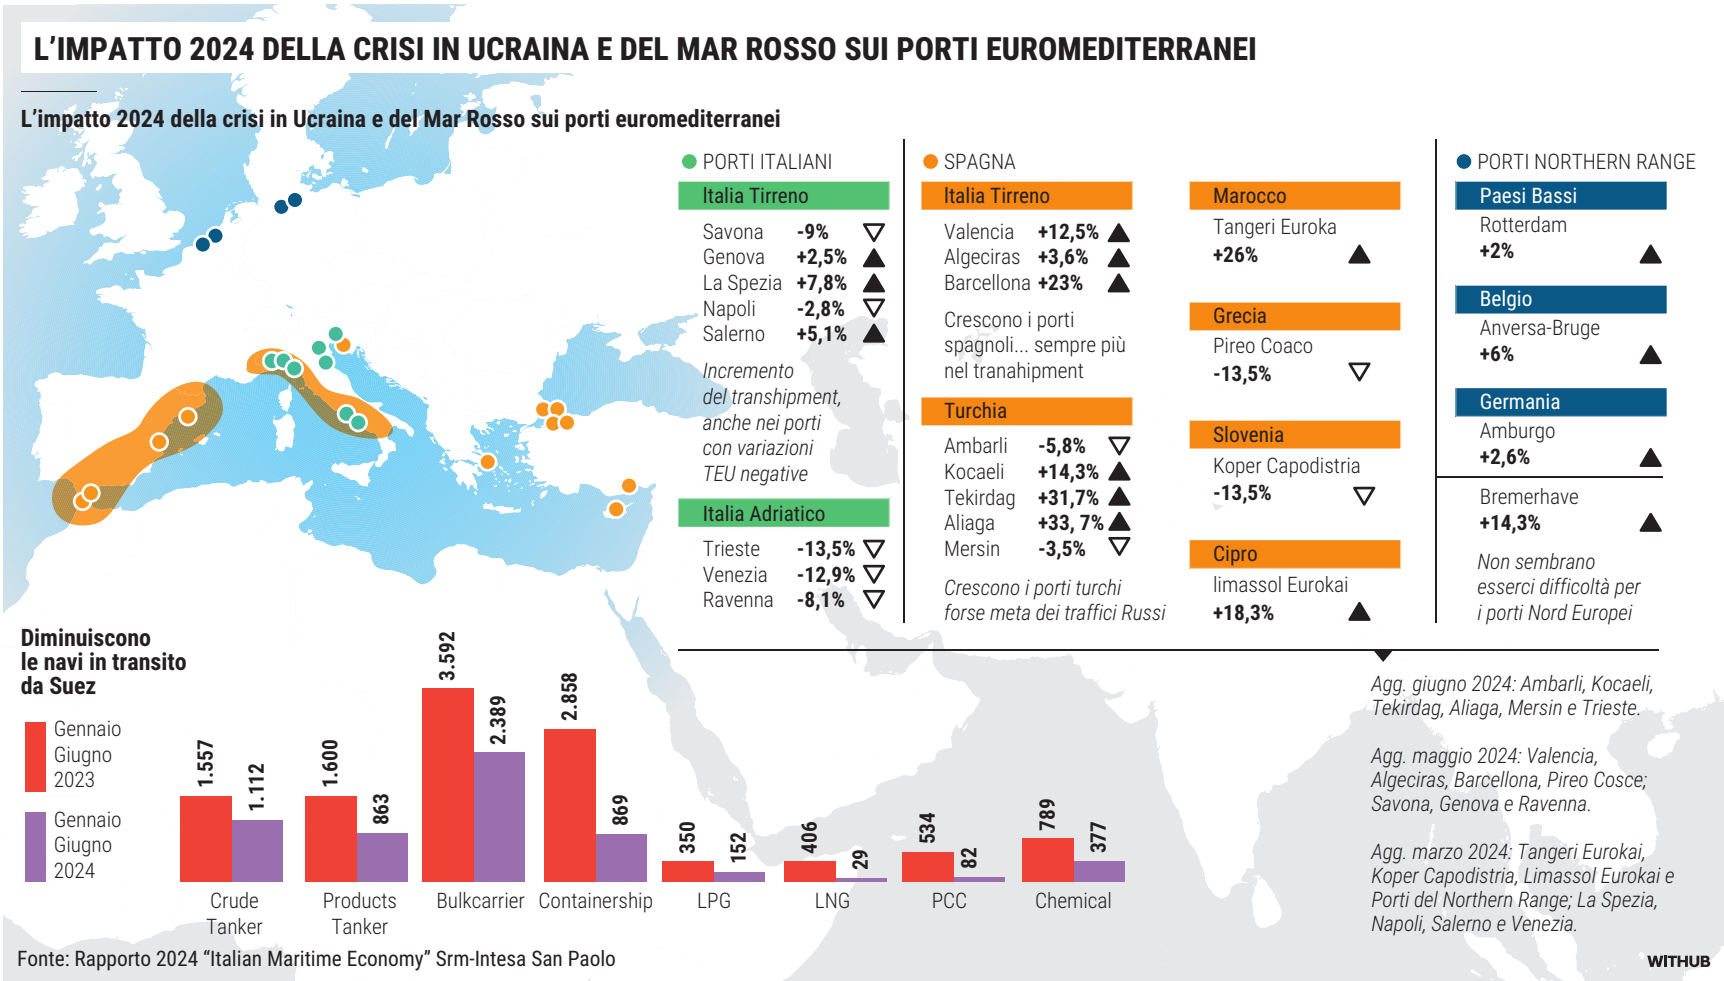 L'IMPATTO 2024 DELLA CRISI IN UCRAINA E DEL MAR ROSSO SUI PORTI EUROMEDITERRANEI
L'impatto 2024 della crisi in Ucraina e del Mar Rosso sui porti euromediterranei
PORTI ITALIANI
Italia Tirreno
Savona -9%
Genova +2,5%
La Spezia +7,8%
Napoli -2,8%
Salerno +5,1%
Incremento
del transhipment,
anche nei porti
con variazioni
TEU negative
Italia Adriatico
Trieste -13,5%
Venezia -12,9%
Ravenna -8,1%
SPAGNA
Italia Tirreno
Valencia +12,5%
Algeciras +3,6%
Barcellona +23%
Crescono i porti
spagnoli... sempre più
nel tranahipment
Turchia
Ambarli -5,8%
Kocaeli +14,3%
Tekirdag +31,7%
Aliaga +33, 7%
Mersin -3,5%
Crescono i porti turchi
forse meta dei traffici Russi
Marocco
Tangeri Euroka
+26%
Grecia
Pireo Coaco
-13,5%
Slovenia
Koper Capodistria
-13,5%
Cipro
limassol Eurokai
+18,3%
PORTI NORTHERN RANGE
Paesi Bassi
Rotterdam
+2%
Belgio
Anversa-Bruge
+6%
Germania
Amburgo
+2,6%
Bremerhave
+14,3%
Non sembrano
esserci difficoltà per
i porti Nord Europei
Diminuiscono
le navi in transito
da Suez
Gennaio
Giugno
2023
Gennaio
Giugno
2024
1.557
1.112
1.600
863
3.592
2.389
2.858
869
350
152
406
29
534
82
789
377
Crude
Tanker
Products
Tanker
Bulkcarrier
Containership
LPG
LNG
PCC
Chemical
Agg. giugno 2024: Ambarli, Kocaeli,
Tekirdag, Aliaga, Mersin e Trieste.
Agg. maggio 2024: Valencia,
Algeciras, Barcellona, Pireo Cosce;
Savona, Genova e Ravenna.
Agg. marzo 2024: Tangeri Eurokai,
Koper Capodistria, Limassol Eurokai e
Porti del Northern Range; La Spezia,
Napoli, Salerno e Venezia.
Fonte: Rapporto 2024 “Italian Maritime Economy” Srm-Intesa San Paolo
WITHUB